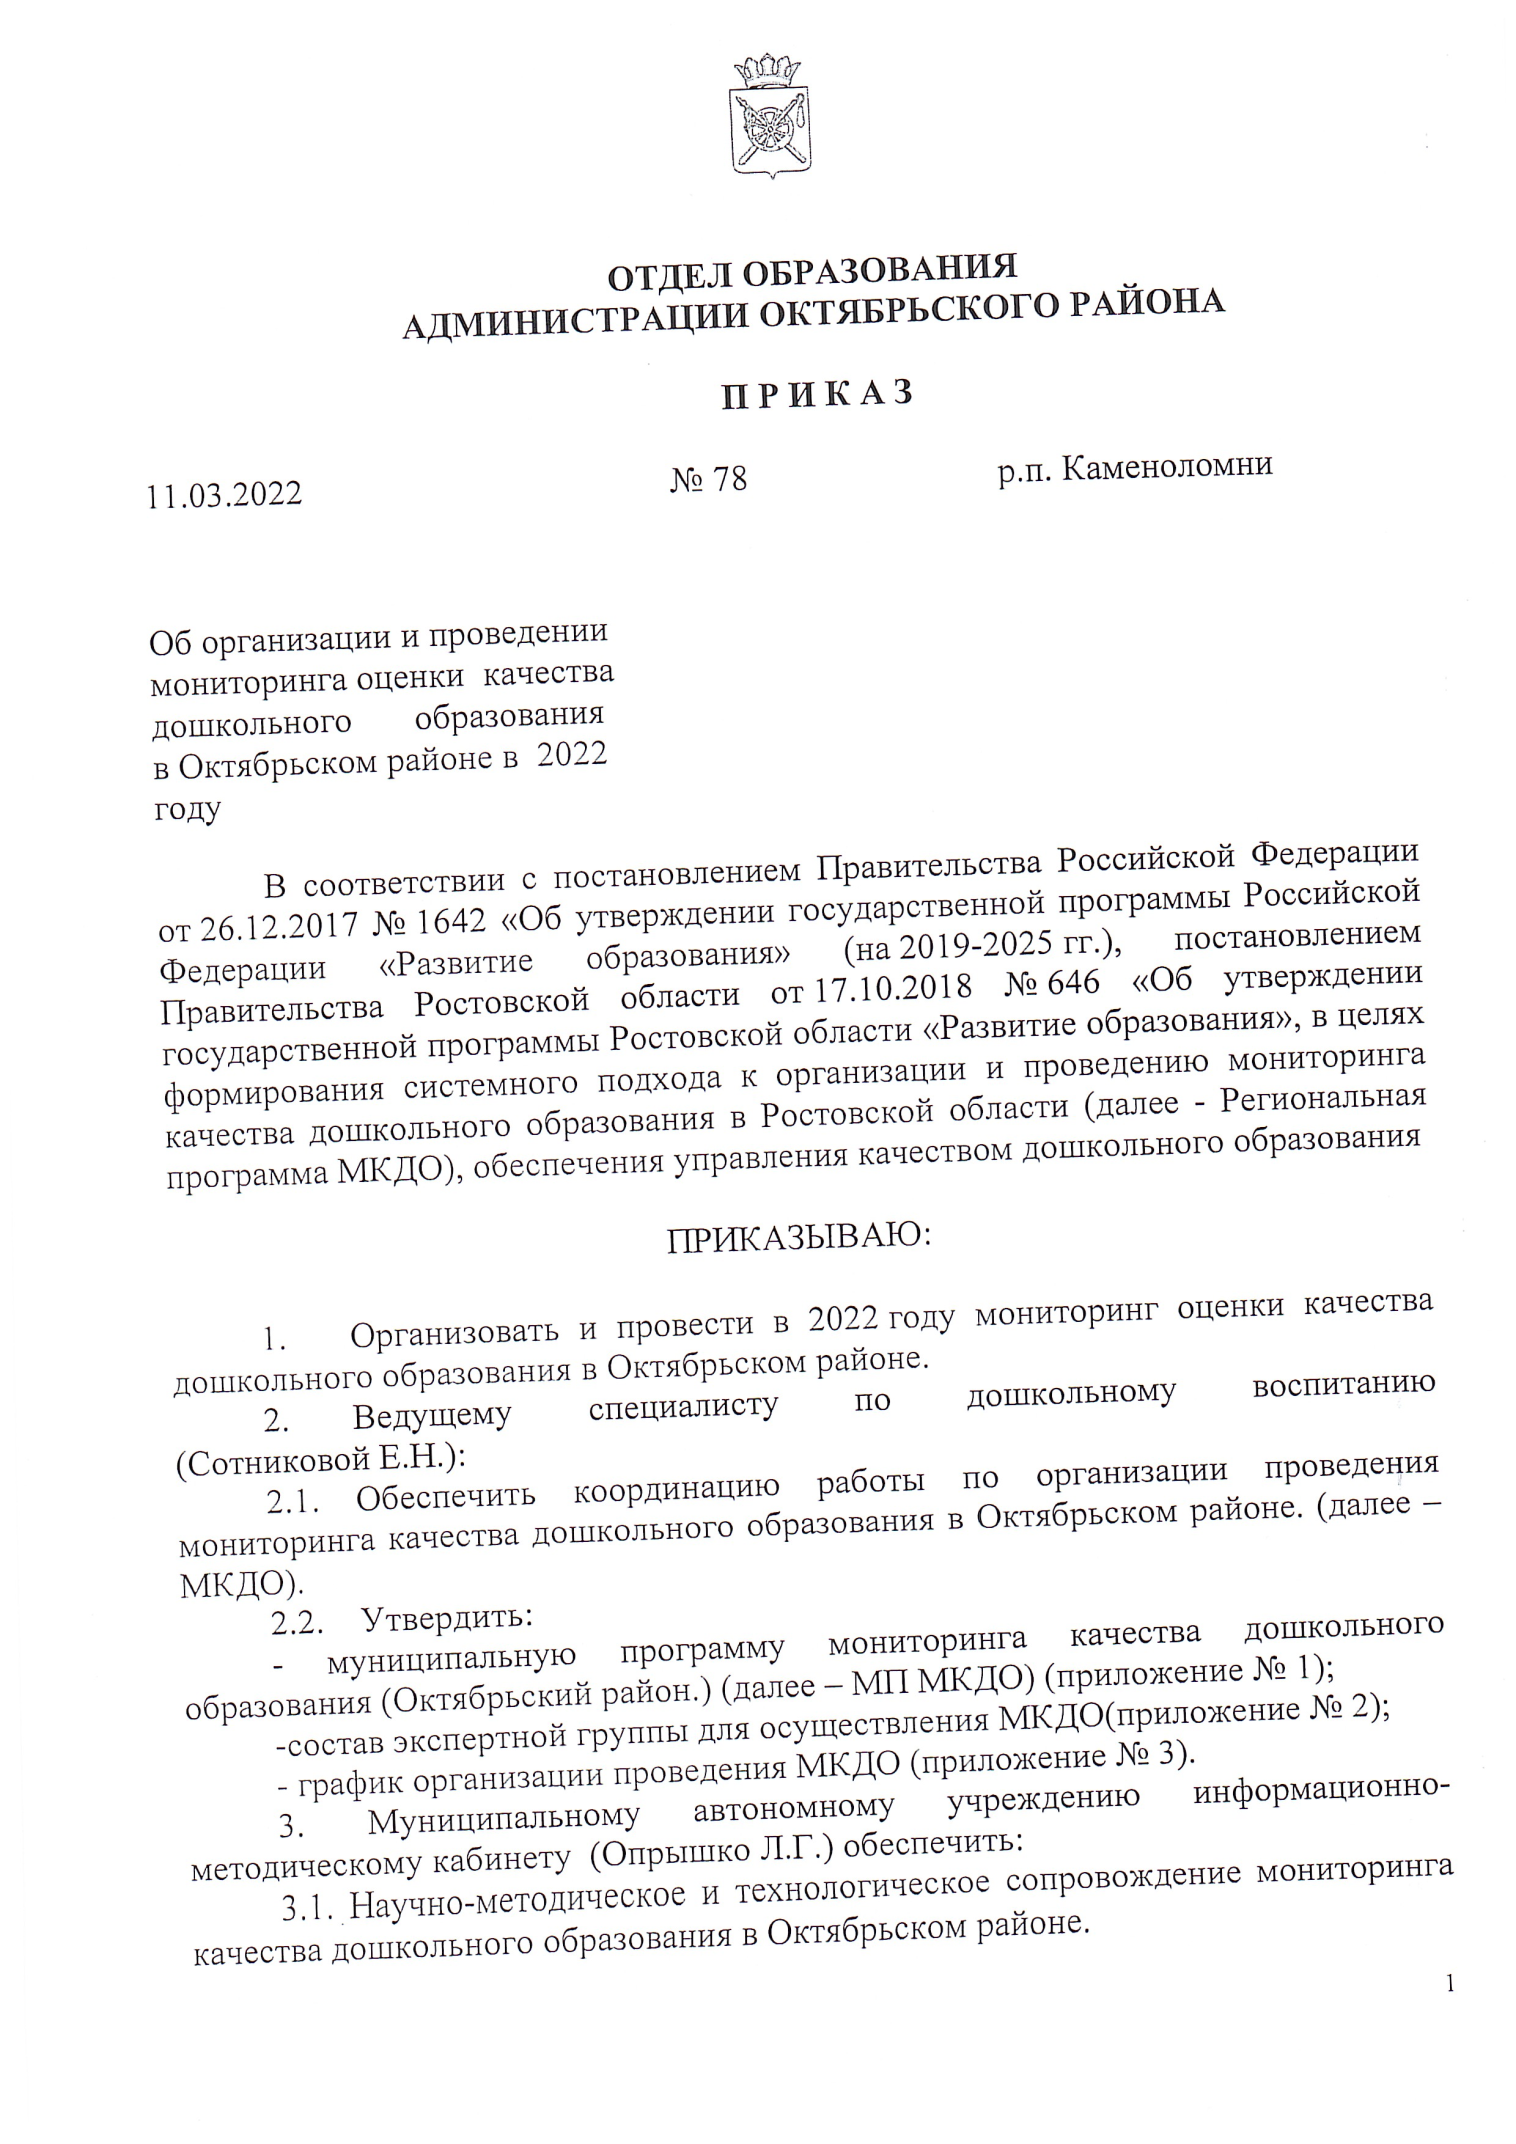 ОТДЕЛ ОБРАЗОВАНИЯ
АДМИНИСТРАЦИИ ОКТЯБРЬСКОГО РАЙОНА
П Р И К А З
11.03.2022 № 78 р.п. Каменоломни
Об организации и проведении
мониторинга оценки качества
дошкольного образования
в Октябрьском районе в 2022
году
В соответствии с постановлением Правительства Российской Федерации
от 26.12.2017 № 1642 «Об утверждении государственной программы Российской
Федерации «Развитие образования» (на 2019-2025 гг.), постановлением
Правительства Ростовской области от 17.10.2018 № 646 «Об утверждении
государственной программы Ростовской области «Развитие образования», в целях
формирования системного подхода к организации и проведению мониторинга
качества дошкольного образования в Ростовской области (далее - Региональная
программа МКДО), обеспечения управления качеством дошкольного образования
ПРИКАЗЫВАЮ:
1. Организовать и провести в 2022 году мониторинг оценки качества
дошкольного образования в Октябрьском районе.
2. Ведущему специалисту по дошкольному воспитанию
(Сотниковой Е.Н.):
2.1. Обеспечить координацию работы по организации проведения
мониторинга качества дошкольного образования в Октябрьском районе. (далее –
МКДО).
2.2. Утвердить:
- муниципальную программу мониторинга качества дошкольного
образования (Октябрьский район.) (далее – МП МКДО) (приложение № 1);
-состав экспертной группы для осуществления МКДО(приложение № 2);
- график организации проведения МКДО (приложение № 3).
3. Муниципальному автономному учреждению информационно-
методическому кабинету (Опрышко Л.Г.) обеспечить:
3.1. Научно-методическое и технологическое сопровождение мониторинга
качества дошкольного образования в Октябрьском районе.
1